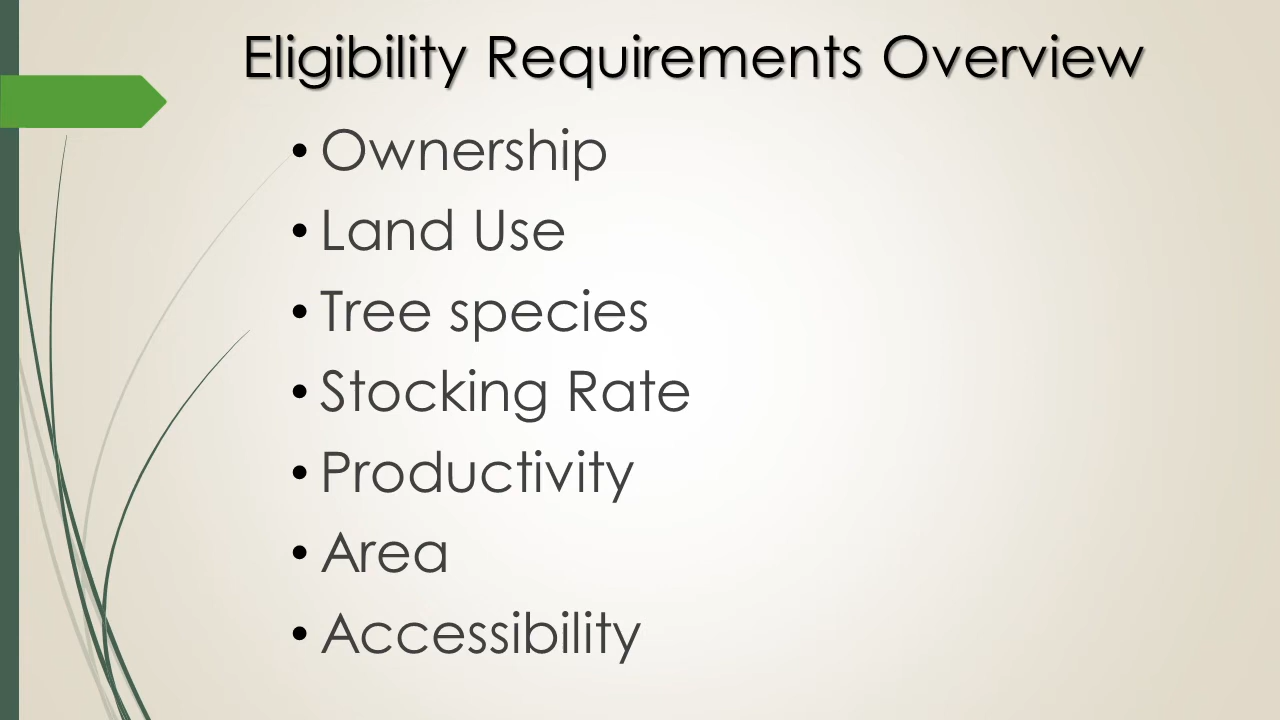 Eligibility Requirements Overview
• Ownership
• Land Use
• Tree species
• Stocking Rate
• Productivity
• Area
• Accessibility